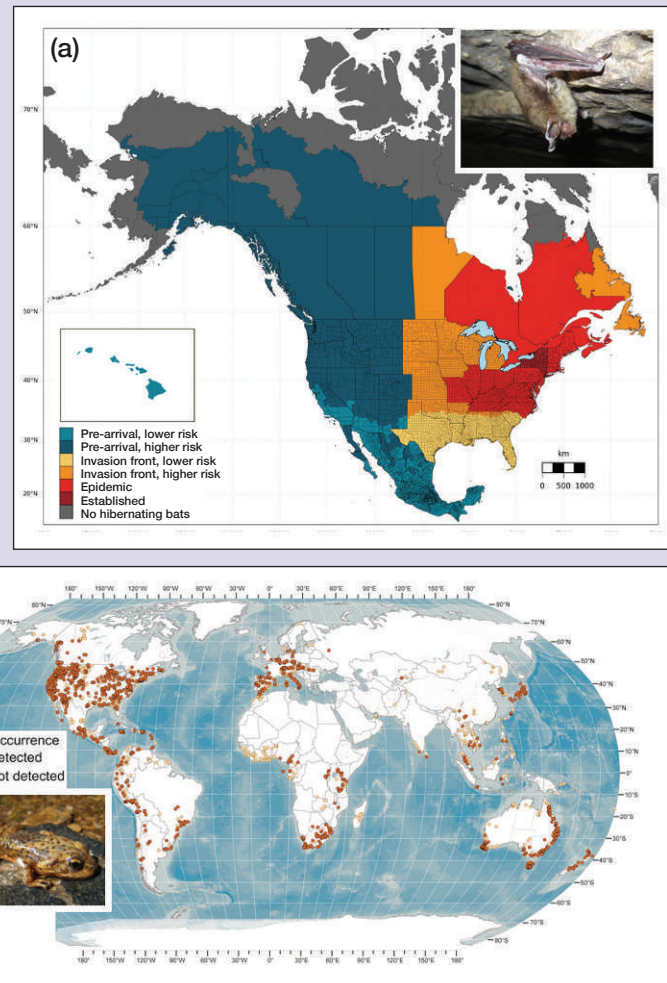 (a)
70°N
60°N
50°N
40°N
30°N
20°N
Pre-arrival, lower risk
Pre-arrival, higher risk
Invasion front, lower risk
Invasion front, higher risk
Epidemic
Established
No hibernating bats
km
0 500 1000
180° 150°W 120°W 90°W 60°W 30°W 0° 30°E 60°E 90°E 120°E 150°E 180°
80°N 80°N
70°N
60°N
50°N
40°N
30°N
20°N
10°N
0°
10°S
20°S
30°S
40°S
50°S
60°S
70°S
80°S
ccurrence
etected
ot detected
180° 150°W 120°W 90°W 60°W 30°W 0° 30°E 60°E 90°E 120°E 150°E 180°